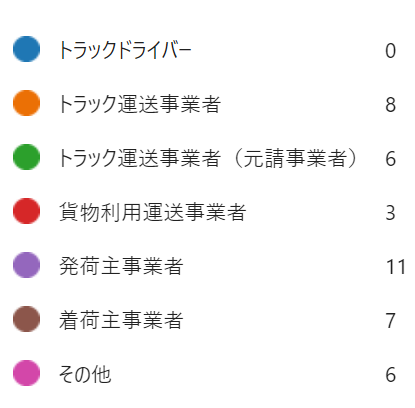 トラックドライバー 0
トラック運送事業者 8
トラック運送事業者（元請事業者） 6
貨物利用運送事業者 3
発荷主事業者 11
着荷主事業者 7
その他 6